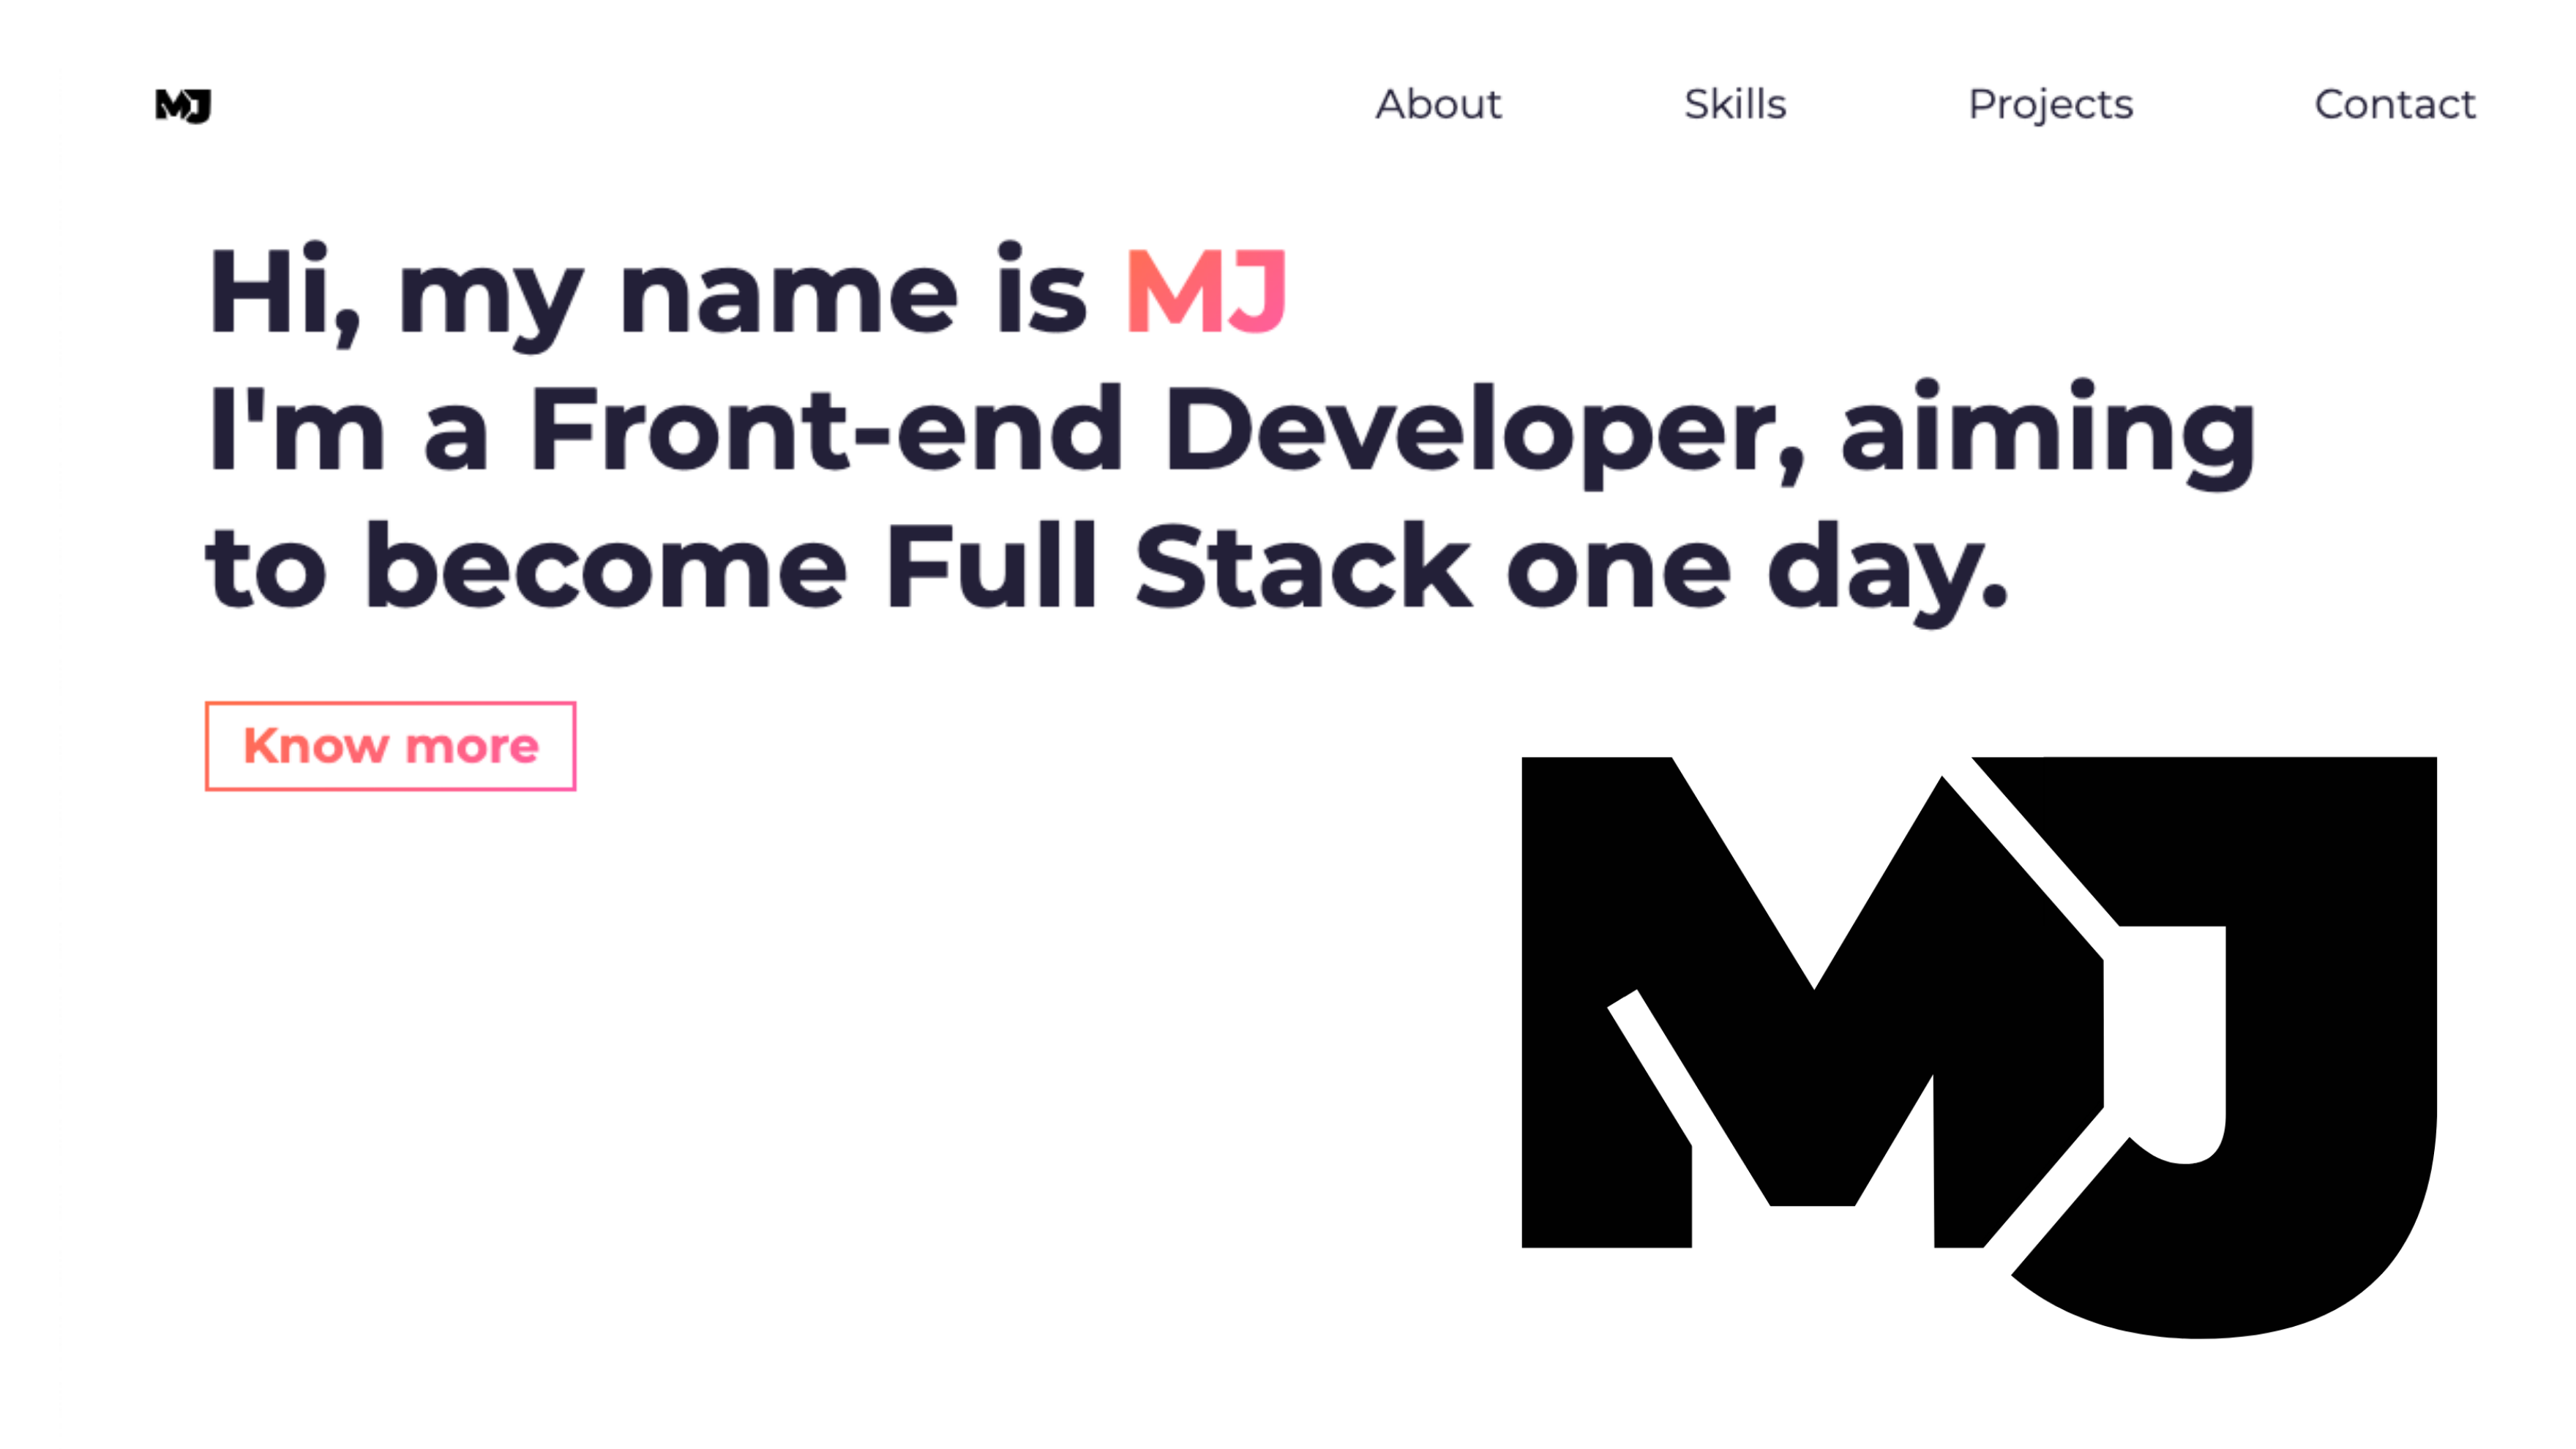 MJ
About
Skills
Projects
Contact
Hi, my name is MJ
I'm a Front-end Developer, aiming
to become Full Stack one day.
Know more
MJ